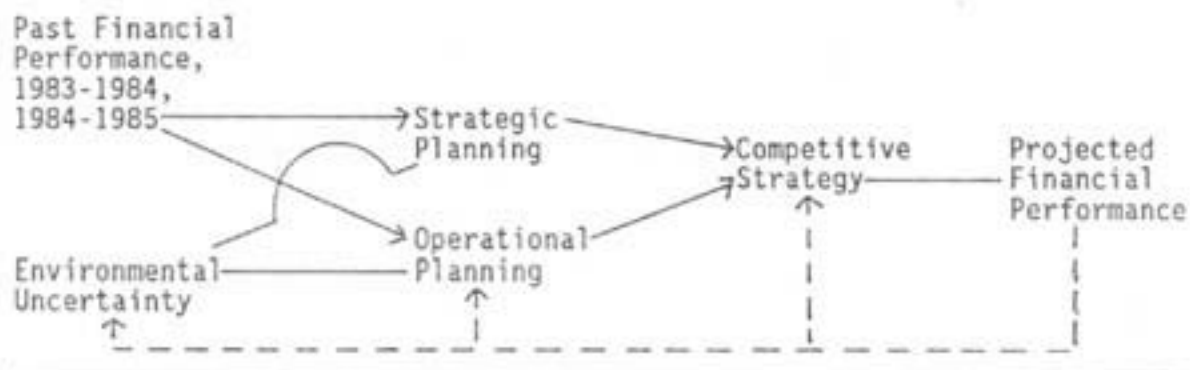 Past Financial
Performance,
1983-1984,
1984-1985
Strategic
Planning
Competitive
Strategy
Projected
Financial
Performance
Operational
Planning
Environmental
Uncertainty